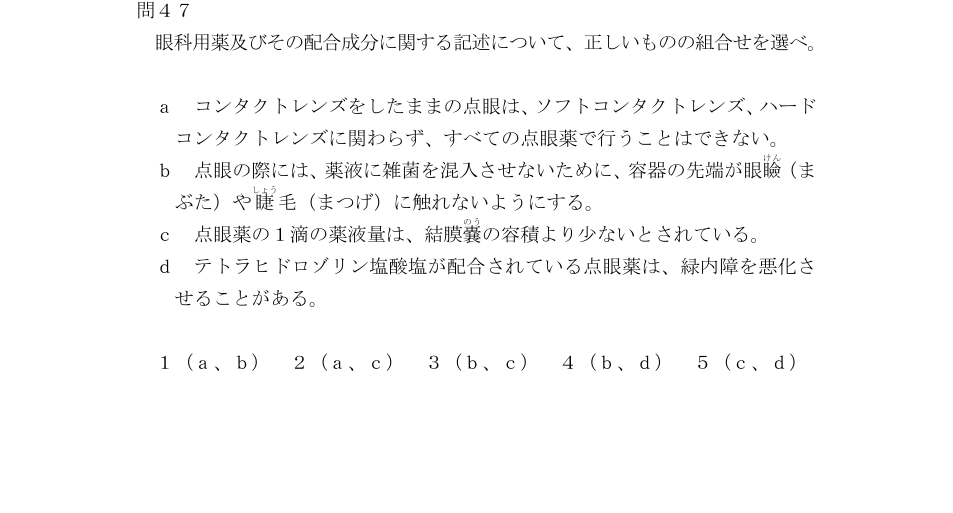 問４７
眼科用薬及びその配合成分に関する記述について、正しいものの組合せを選べ。
ａ　コンタクトレンズをしたままの点眼は、ソフトコンタクトレンズ、ハード
コンタクトレンズに関わらず、すべての点眼薬で行うことはできない。
ｂ　点眼の際には、薬液に雑菌を混入させないために、容器の先端が眼瞼（ま
ぶた）や睫毛（まつげ）に触れないようにする。
ｃ　点眼薬の１滴の薬液量は、結膜嚢の容積より少ないとされている。
ｄ　テトラヒドロゾリン塩酸塩が配合されている点眼薬は、緑内障を悪化さ
せることがある。
１（ａ、ｂ）　２（ａ、ｃ）　３（ｂ、ｃ）　４（ｂ、ｄ）　５（ｃ、ｄ）